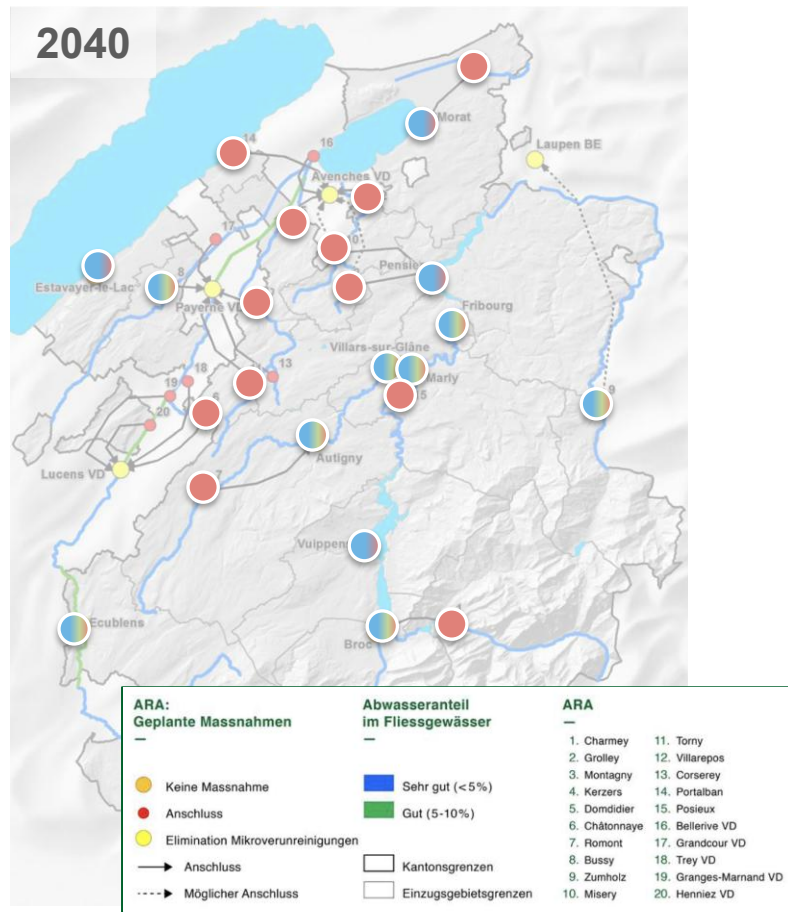 2040
Morat
14
16
Laupen BE
Avenches VD
17
Estavayer-le-Lac
8
Payerne VD
Fribourg
Villars-sur-Glâne
Marly
13
18
19
6
20
9
Autigny
Lucens VD
7
Ecublens
Broc
ARA:
Geplante Massnahmen
–
Keine Massnahme
Anschluss
Elimination Mikroverunreinigungen
Anschluss
Möglicher Anschluss
Abwasseranteil
im Fliessgewässer
–
Sehr gut (<5%)
Gut (5-10%)
Kantonsgrenzen
Einzugsgebietsgrenzen
ARA
–
1. Charmey
2. Grolley
3. Montagny
4. Kerzers
5. Domdidier
6. Châtonnaye
7. Romont
8. Bussy
9. Zumholz
10. Misery
11. Torny
12. Villarepos
13. Corserey
14. Portalban
15. Posieux
16. Bellerive VD
17. Grandcour VD
18. Trey VD
19. Granges-Marnand VD
20. Henniez VD